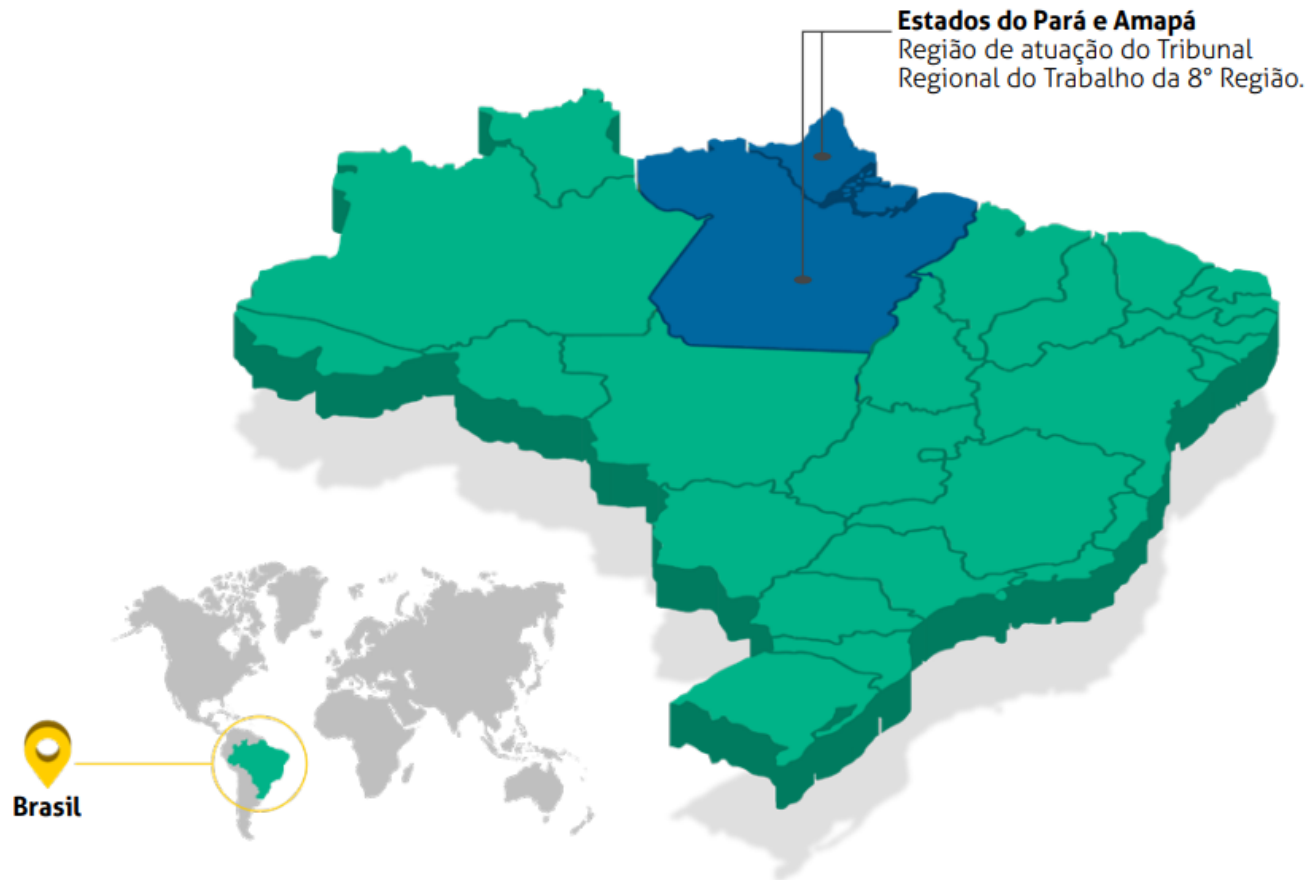 Estados do Pará e Amapá
Região de atuação do Tribunal
Regional do Trabalho da 8° Região.
Brasil